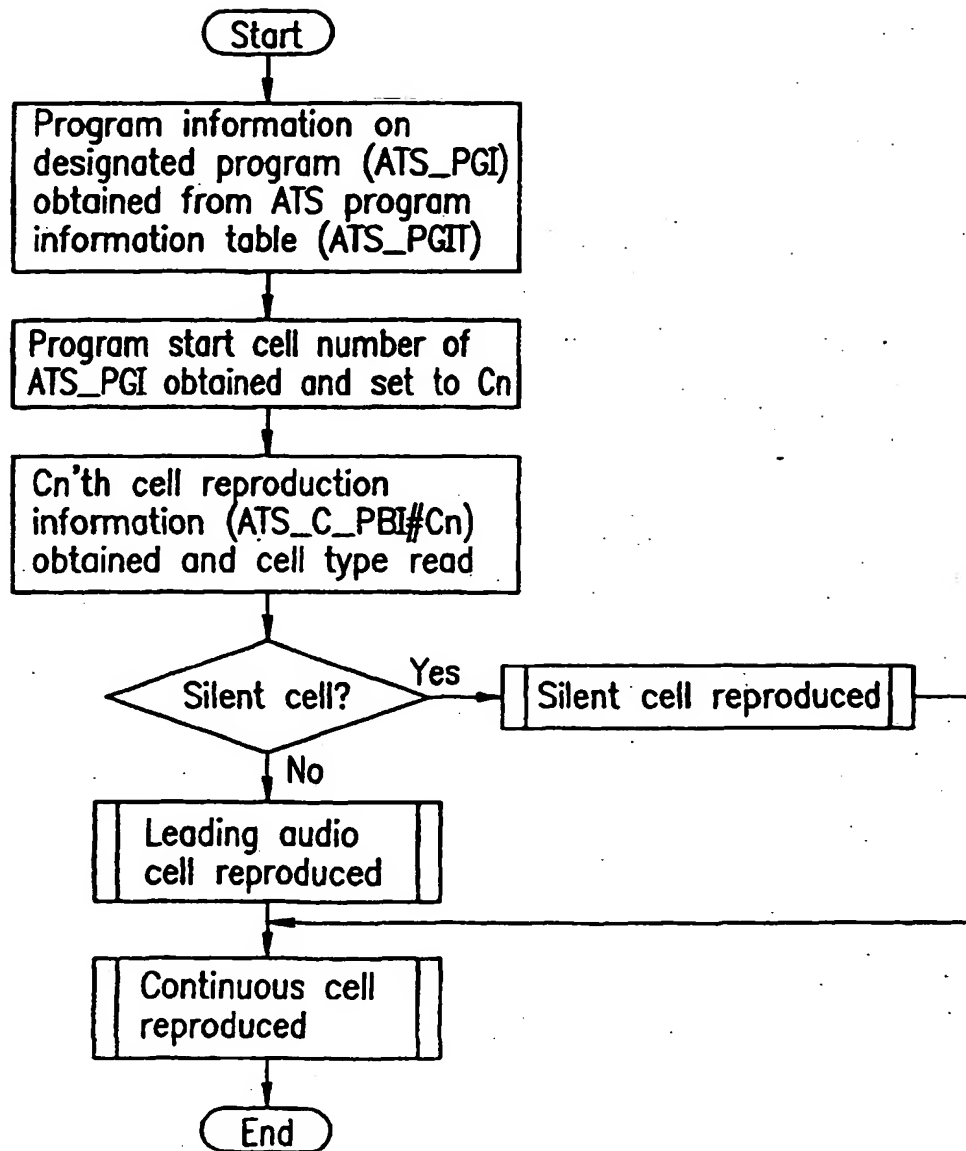 Start
Program information on
designated program (ATS_PGI)
obtained from ATS program
information table (ATS_PGIT)
Program start cell number of
ATS_PGI obtained and set to Cn
Cn'th cell reproduction
information (ATS_C_PBI#Cn)
obtained and cell type read
Silent cell?
Yes
Silent cell reproduced
No
Leading audio
cell reproduced
Continuous cell
reproduced
End